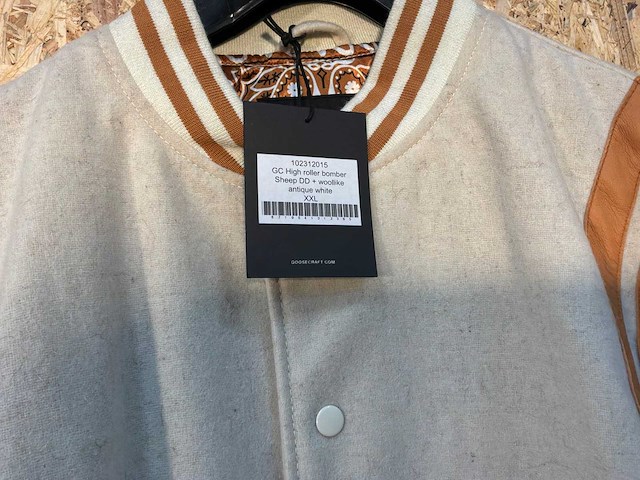 102312015
GC High roller bomber
Sheep DD + woollike
antique white
XXL
GOOSECRAFT.COM